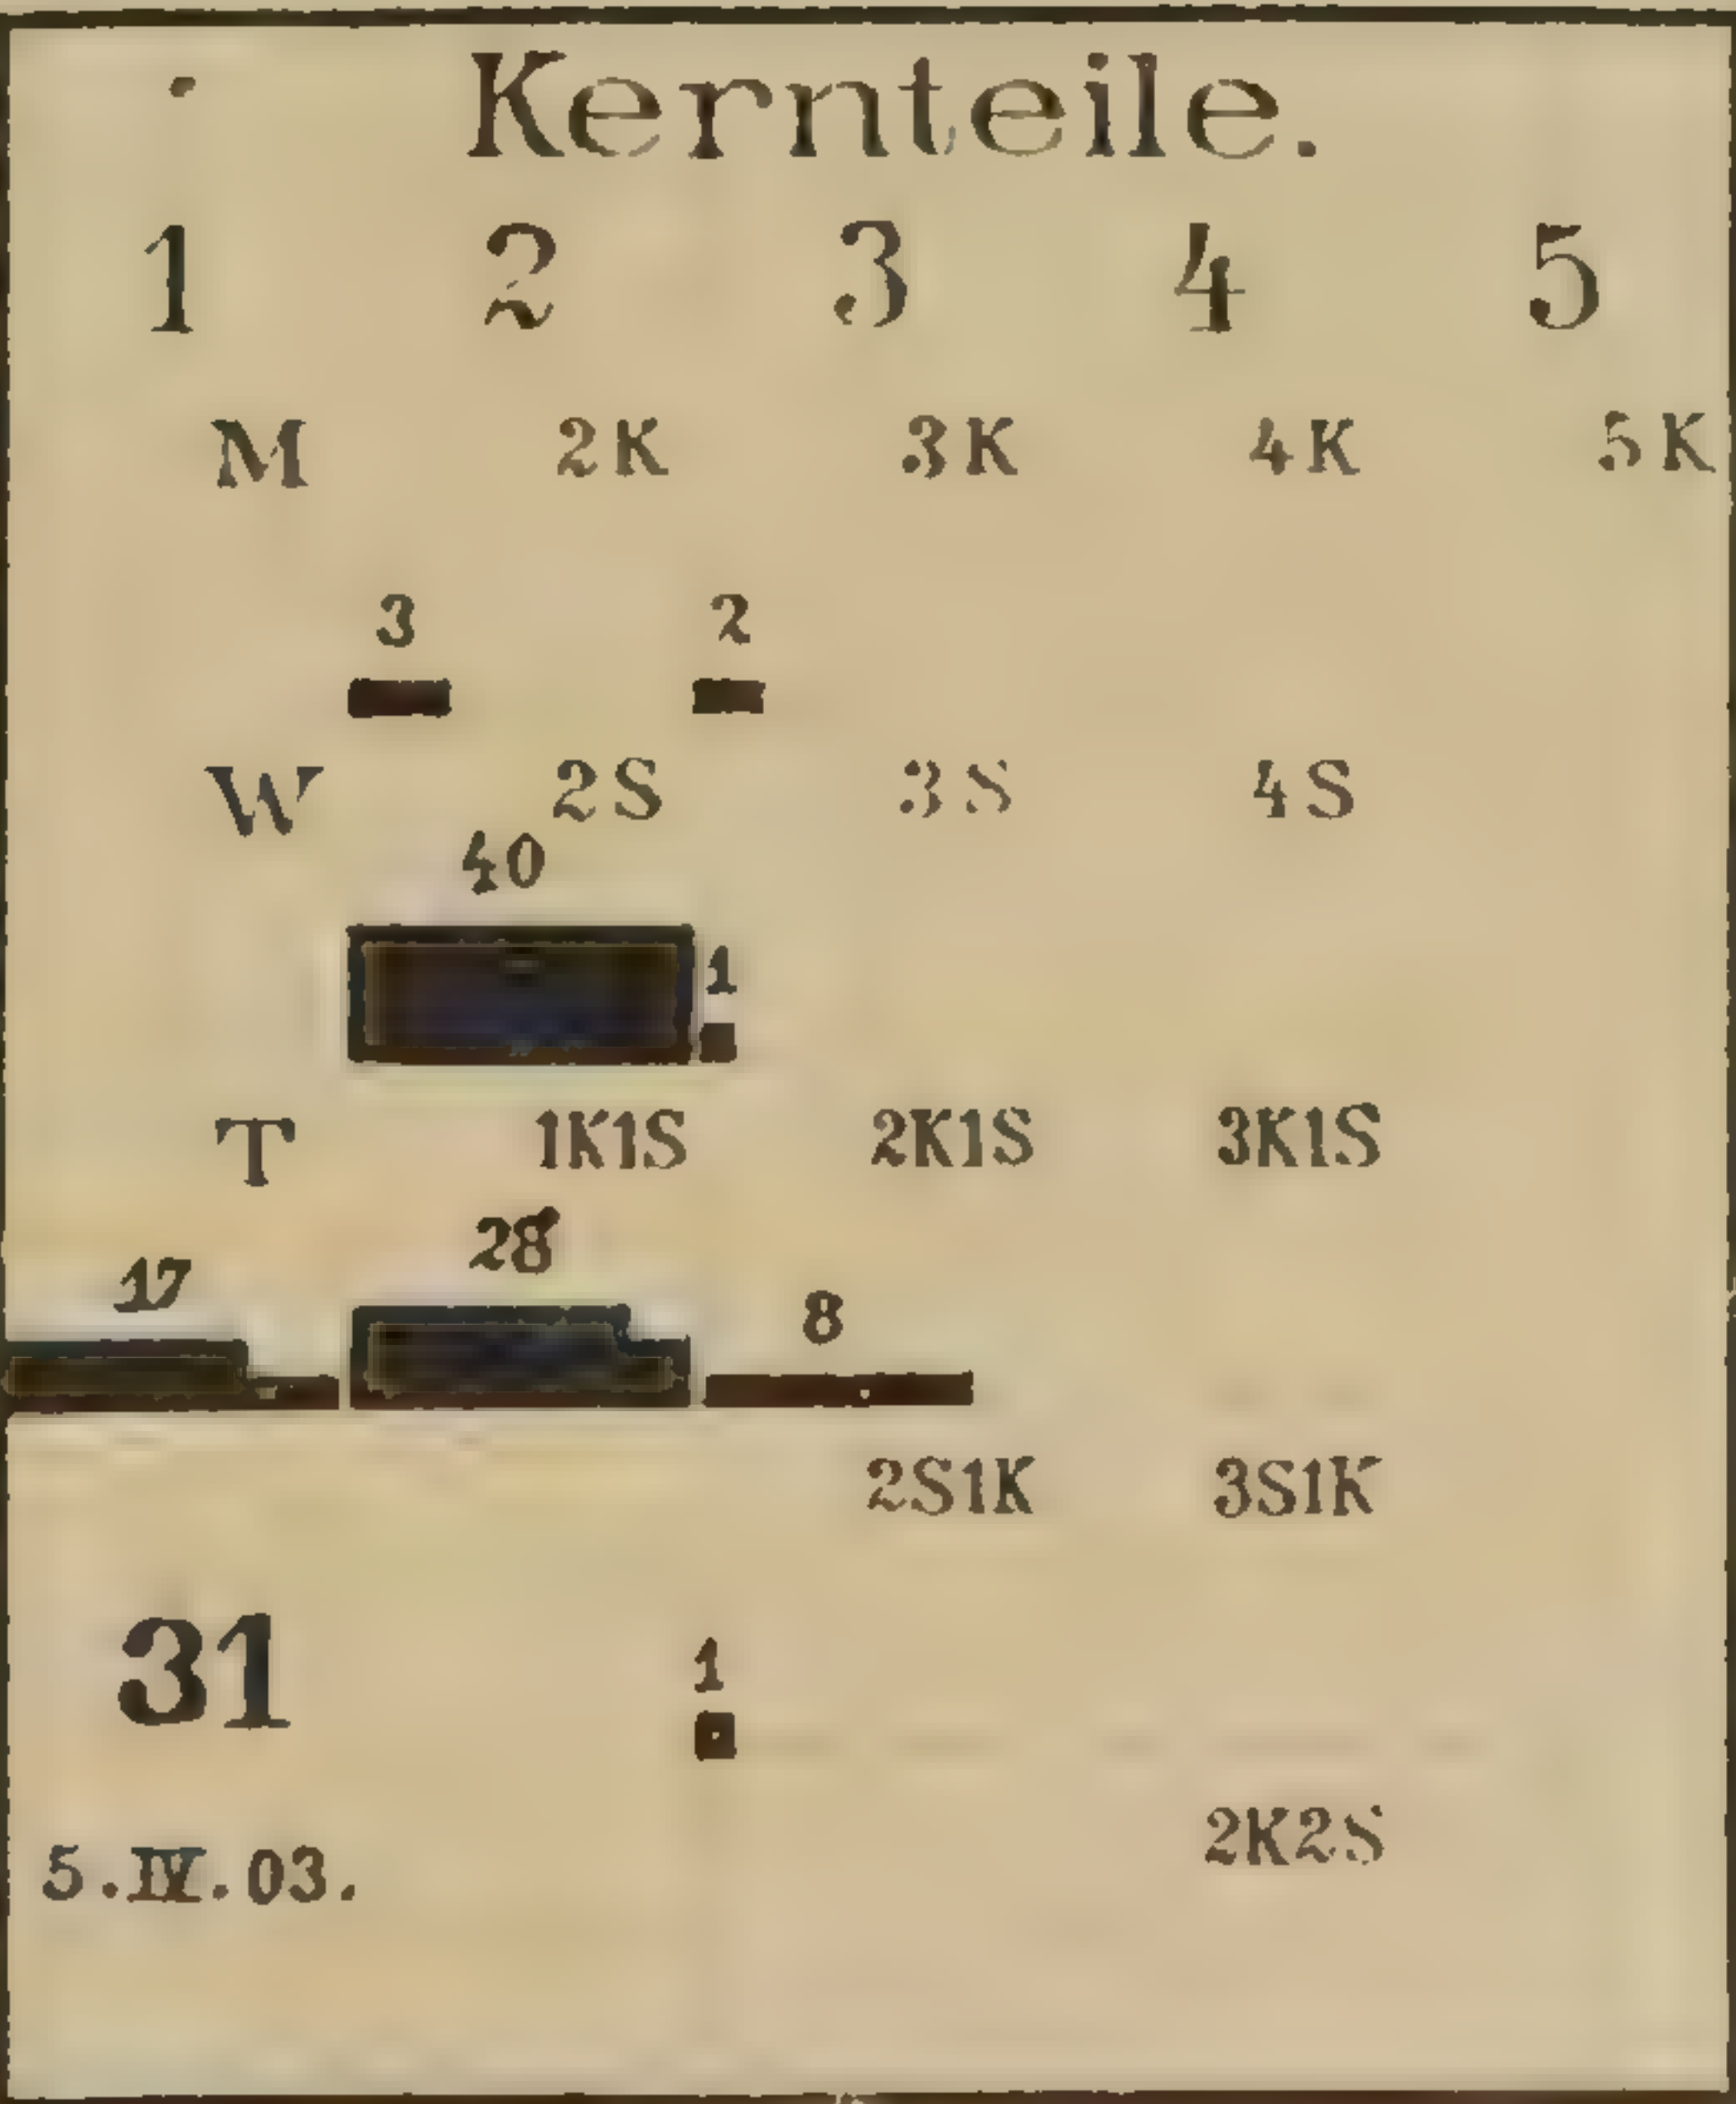 Kernteile.
1 2 3 4 5
M 2K 3K 4K 5K
3 2
W 2S 3S 4S
40
1
T 1K1S 2K1S 3K1S
28
17 8
2S1K 3S1K
31 1
2K2S
5.IV.03.